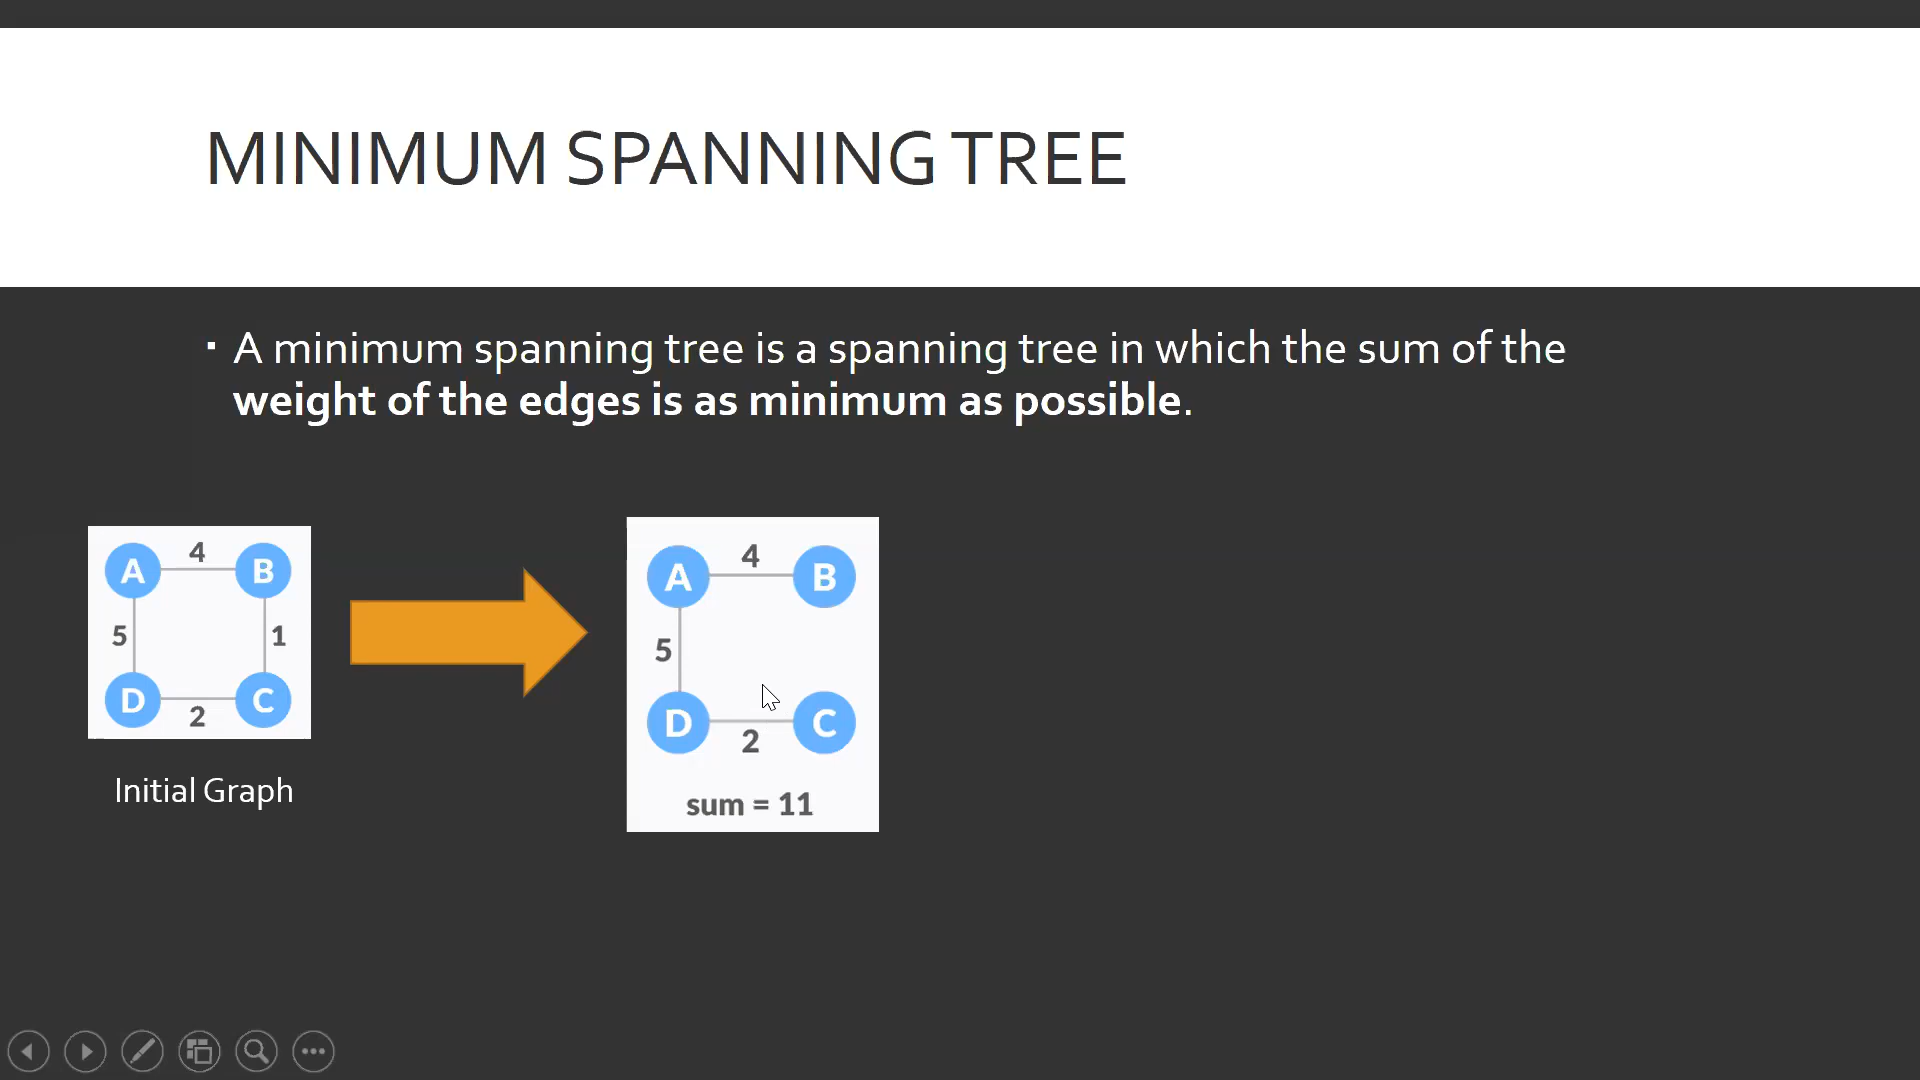 MINIMUM SPANNING TREE
▪ A minimum spanning tree is a spanning tree in which the sum of the
weight of the edges is as minimum as possible.
4
A B
5 1
D C
2
Initial Graph
4
A B
5
D C
2
sum = 11